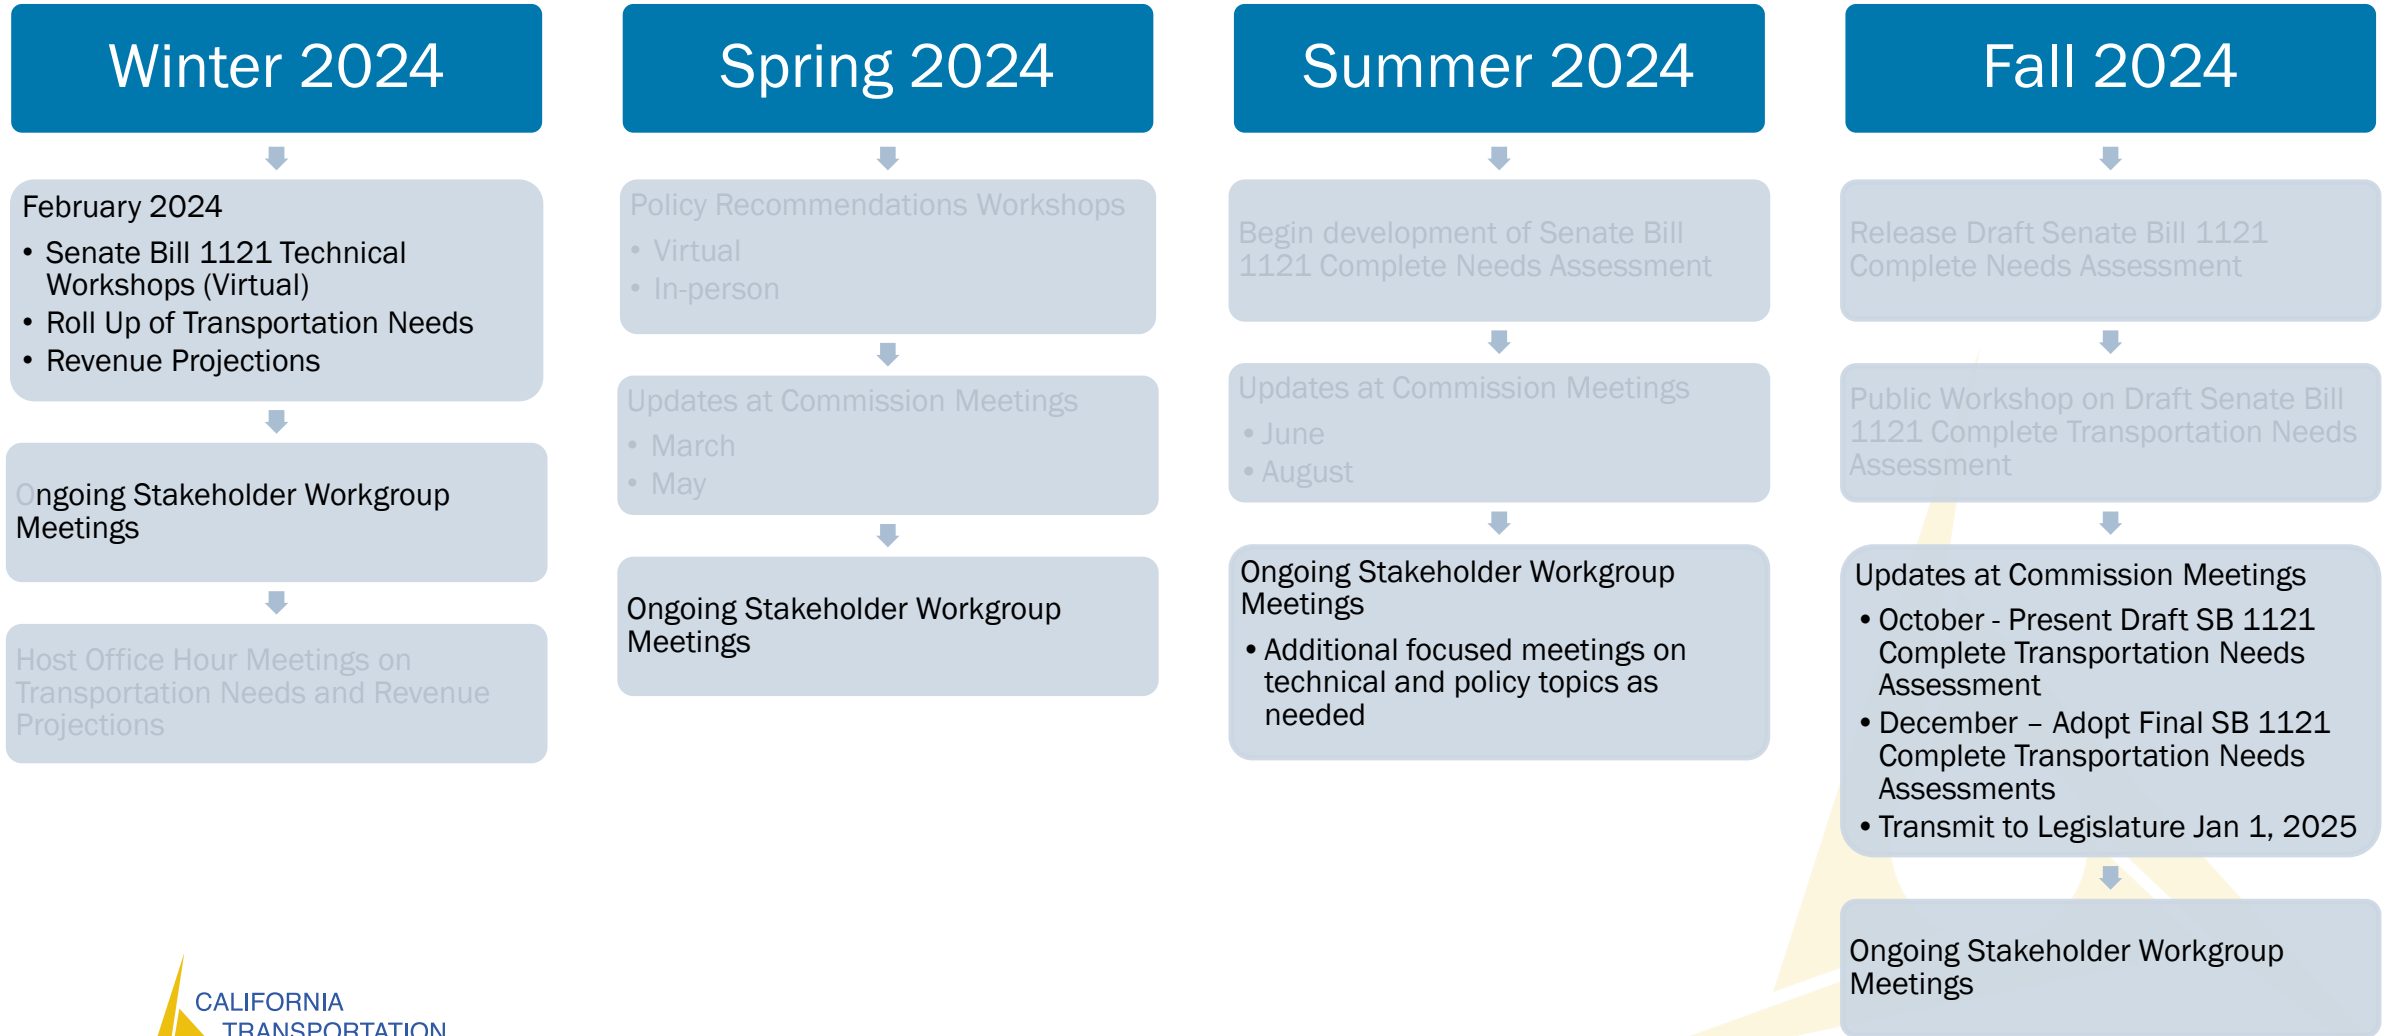 Winter 2024
February 2024
• Senate Bill 1121 Technical
Workshops (Virtual)
• Roll Up of Transportation Needs
• Revenue Projections
Ongoing Stakeholder Workgroup
Meetings
Host Office Hour Meetings on
Transportation Needs and Revenue
Projections
Spring 2024
Policy Recommendations Workshops
• Virtual
• In-person
Updates at Commission Meetings
• March
• May
Ongoing Stakeholder Workgroup
Meetings
Summer 2024
Begin development of Senate Bill
1121 Complete Needs Assessment
Updates at Commission Meetings
• June
• August
Ongoing Stakeholder Workgroup
Meetings
• Additional focused meetings on
technical and policy topics as
needed
Fall 2024
Release Draft Senate Bill 1121
Complete Needs Assessment
Public Workshop on Draft Senate Bill
1121 Complete Transportation Needs
Assessment
Updates at Commission Meetings
• October - Present Draft SB 1121
Complete Transportation Needs
Assessment
• December – Adopt Final SB 1121
Complete Transportation Needs
Assessments
• Transmit to Legislature Jan 1, 2025
Ongoing Stakeholder Workgroup
Meetings
CALIFORNIA
TRANSPORTATION